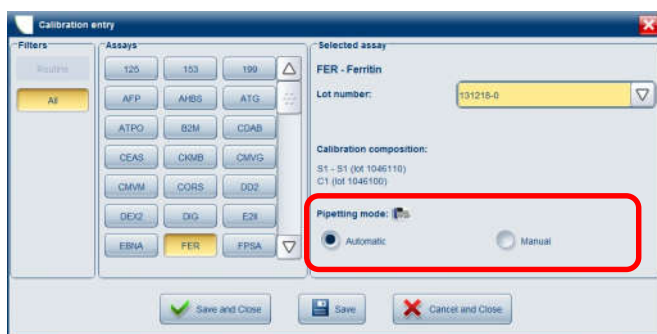 Calibration entry
Filters
Routine
All
Assays
125 153 199
AFP AHBS ATG
ATPO B2M CDAB
CEAS CKMB CMVG
CMVM CORS DD2
DEX2 DIG E2II
EBNA FER FPSA
Selected assay
FER - Ferritin
Lot number: 131218-0
Calibration composition:
S1 - S1 (lot 1046110)
C1 (lot 1046100)
Pipetting mode:
Automatic Manual
Save and Close Save Cancel and Close